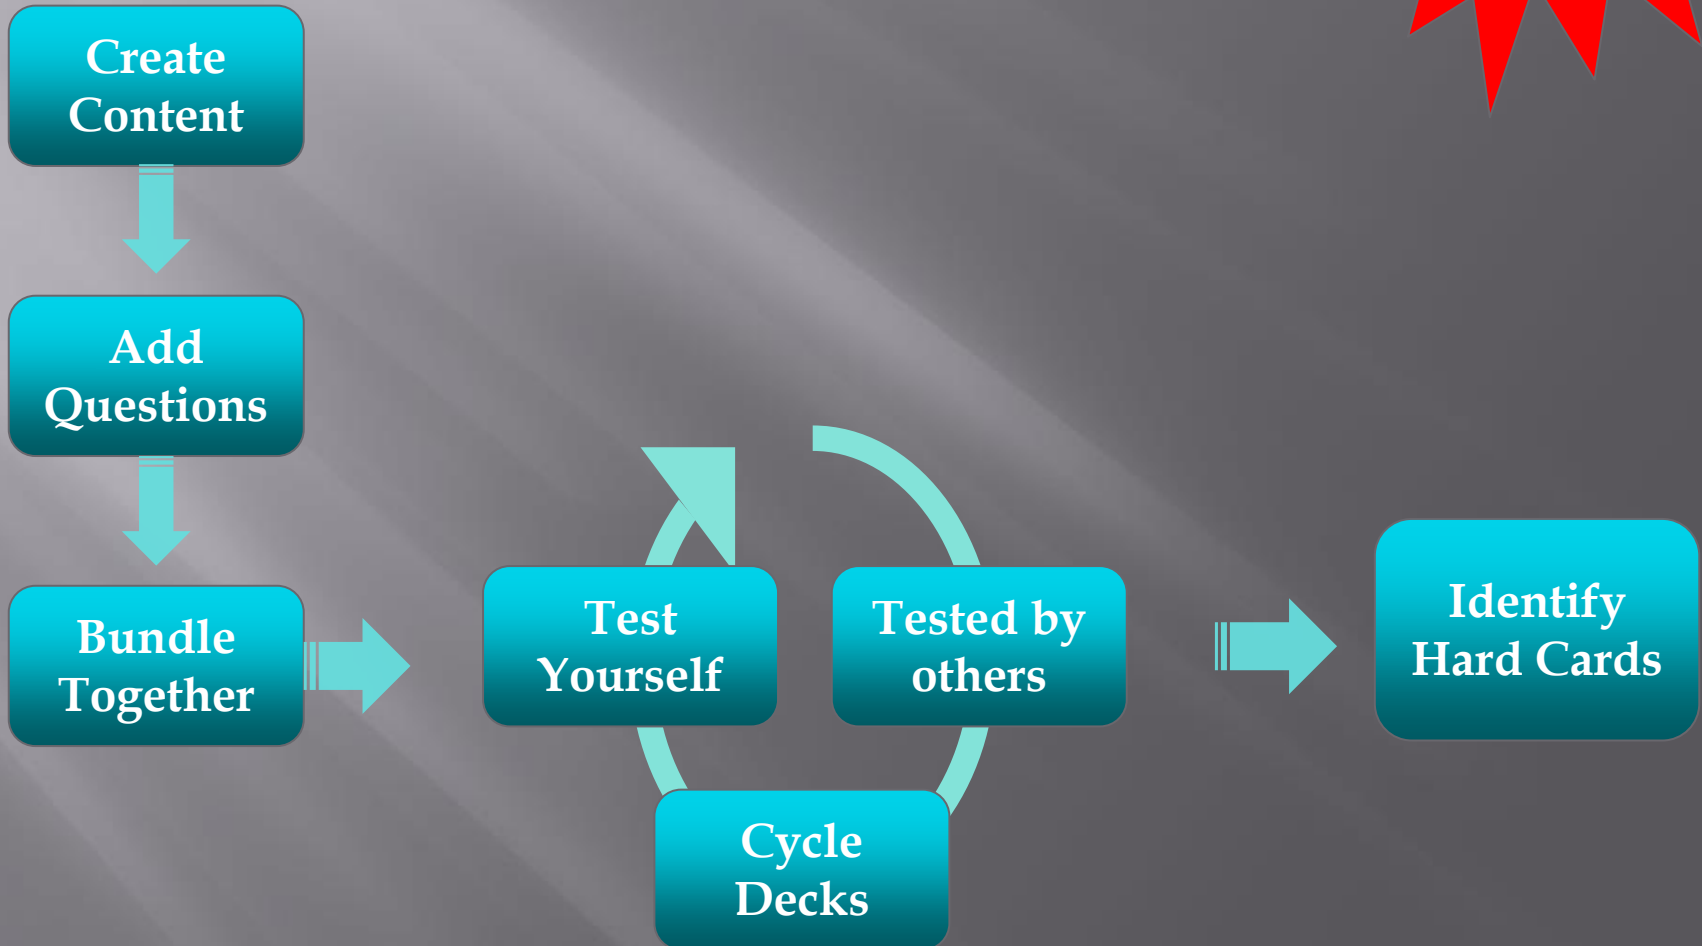 Create
Content
Add
Questions
Bundle
Together
Test
Yourself
Tested by
others
Cycle
Decks
Identify
Hard Cards